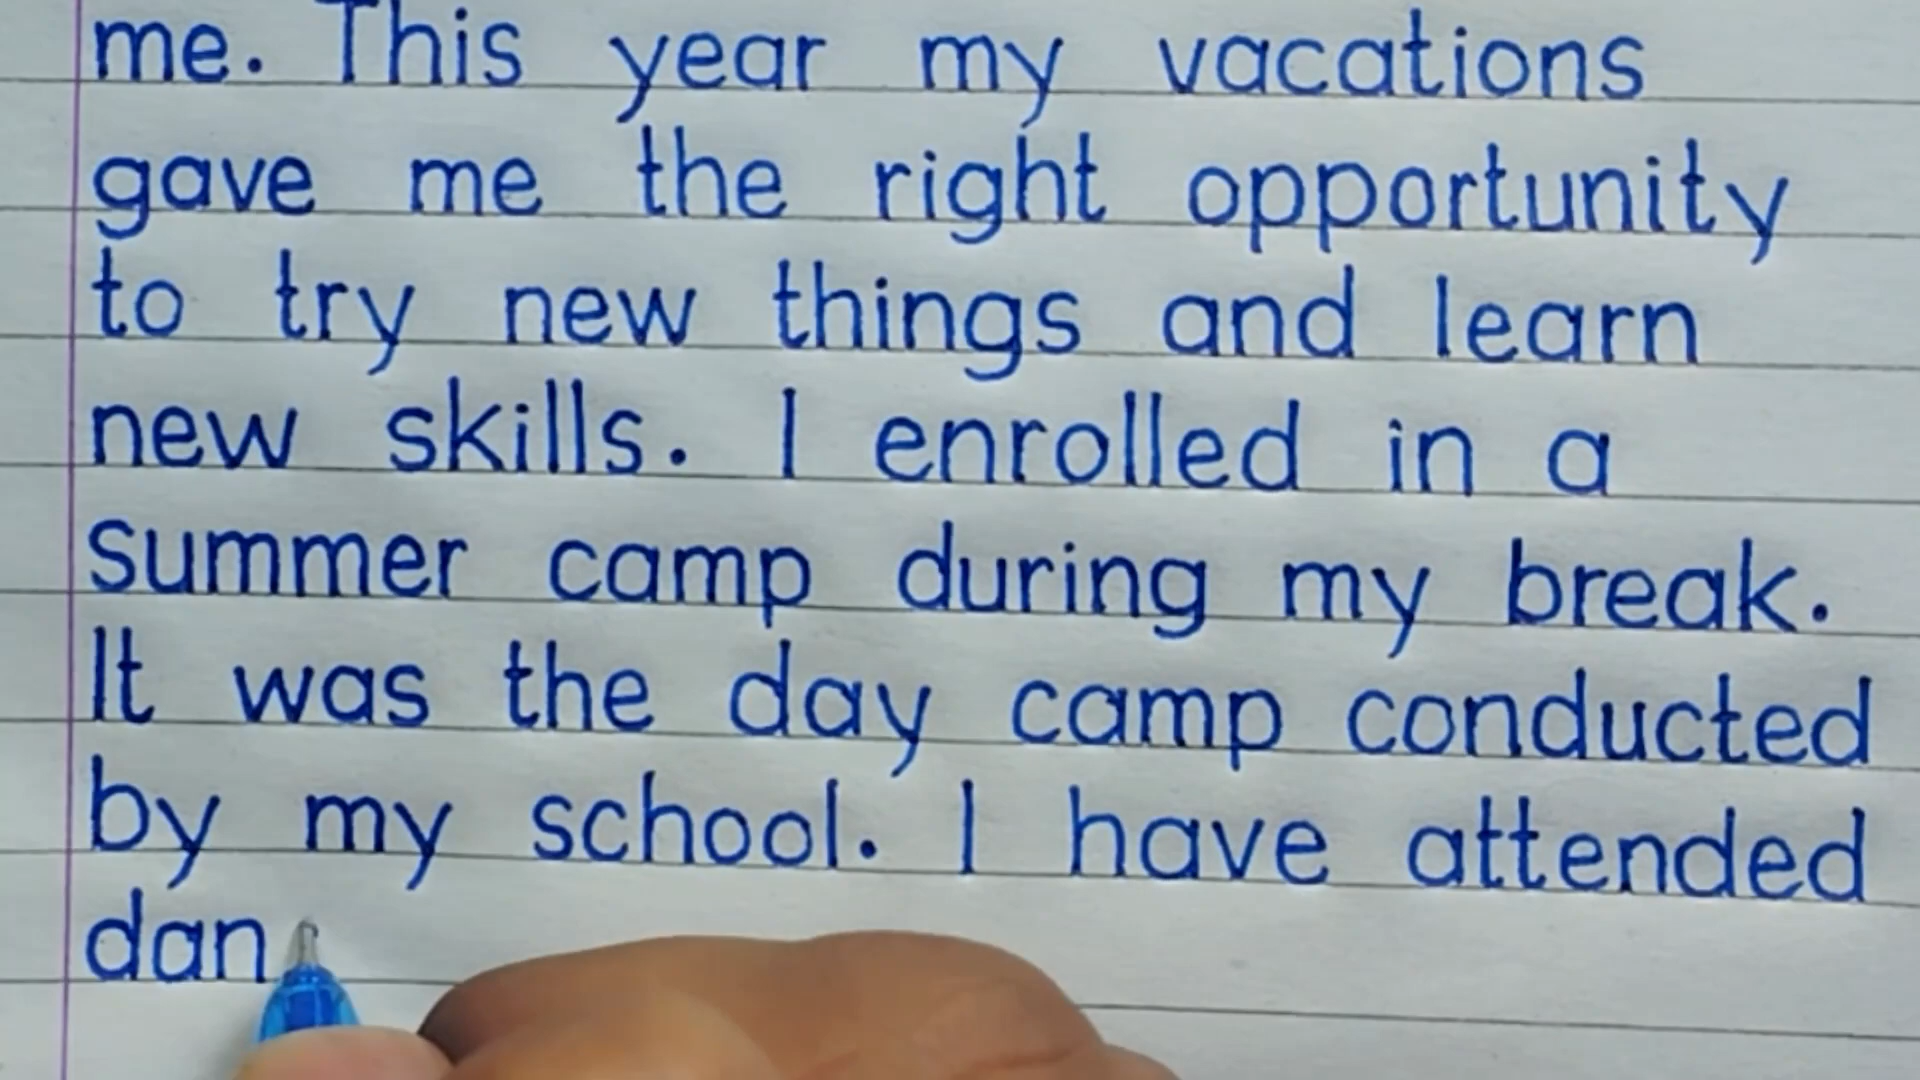 me. This year my vacations
gave me the right opportunity
to try new things and learn
new skills. I enrolled in a
summer camp during my break.
It was the day camp conducted
by my school. I have attended
dan